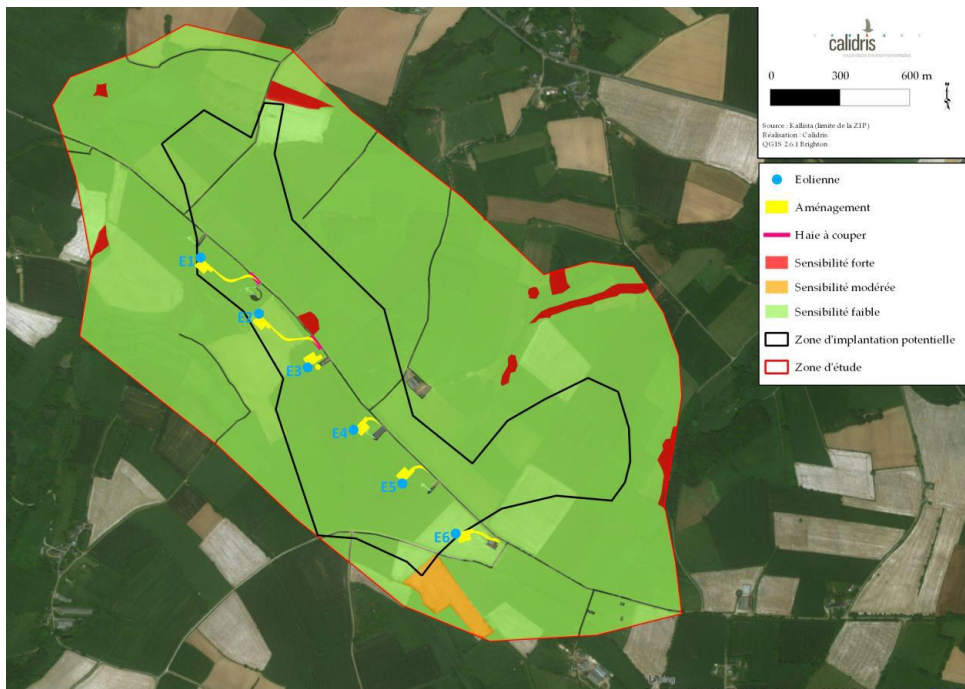 calidris
expertises environnementales
0 300 600 m
N
Source : Kallista (limite de la ZIP)
Réalisation : Calidris
QGIS 2.6.1 Brighton
Eolienne
Aménagement
Haie à couper
Sensibilité forte
Sensibilité modérée
Sensibilité faible
Zone d'implantation potentielle
Zone d'étude
E1
E2
E3
E4
E5
E6